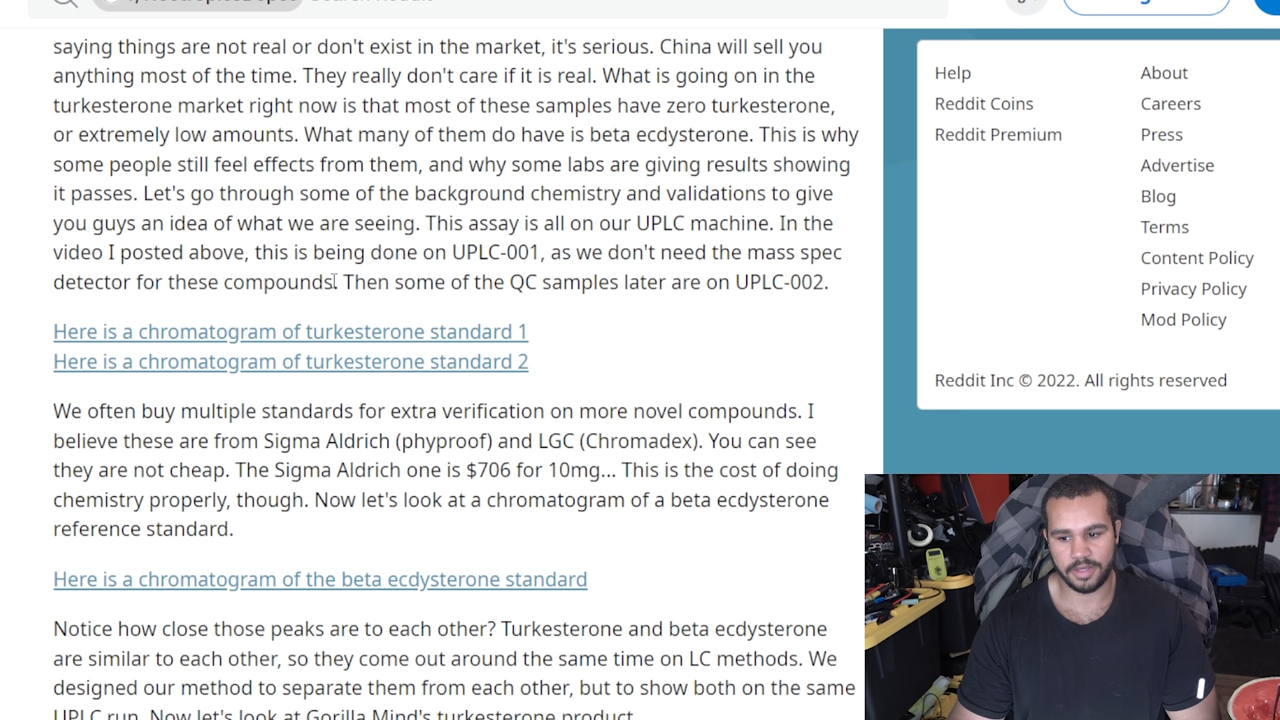 saying things are not real or don't exist in the market, it's serious. China will sell you
anything most of the time. They really don't care if it is real. What is going on in the
turkesterone market right now is that most of these samples have zero turkesterone,
or extremely low amounts. What many of them do have is beta ecdysterone. This is why
some people still feel effects from them, and why some labs are giving results showing
it passes. Let's go through some of the background chemistry and validations to give
you guys an idea of what we are seeing. This assay is all on our UPLC machine. In the
video I posted above, this is being done on UPLC-001, as we don't need the mass spec
detector for these compounds. Then some of the QC samples later are on UPLC-002.
Here is a chromatogram of turkesterone standard 1
Here is a chromatogram of turkesterone standard 2
We often buy multiple standards for extra verification on more novel compounds. I
believe these are from Sigma Aldrich (phyproof) and LGC (Chromadex). You can see
they are not cheap. The Sigma Aldrich one is $706 for 10mg... This is the cost of doing
chemistry properly, though. Now let's look at a chromatogram of a beta ecdysterone
reference standard.
Here is a chromatogram of the beta ecdysterone standard
Notice how close those peaks are to each other? Turkesterone and beta ecdysterone
are similar to each other, so they come out around the same time on LC methods. We
designed our method to separate them from each other, but to show both on the same
UPLC run. Now let's look at Gorilla Mind's turkesterone product.
Help
Reddit Coins
Reddit Premium
About
Careers
Press
Advertise
Blog
Terms
Content Policy
Privacy Policy
Mod Policy
Reddit Inc © 2022. All rights reserved